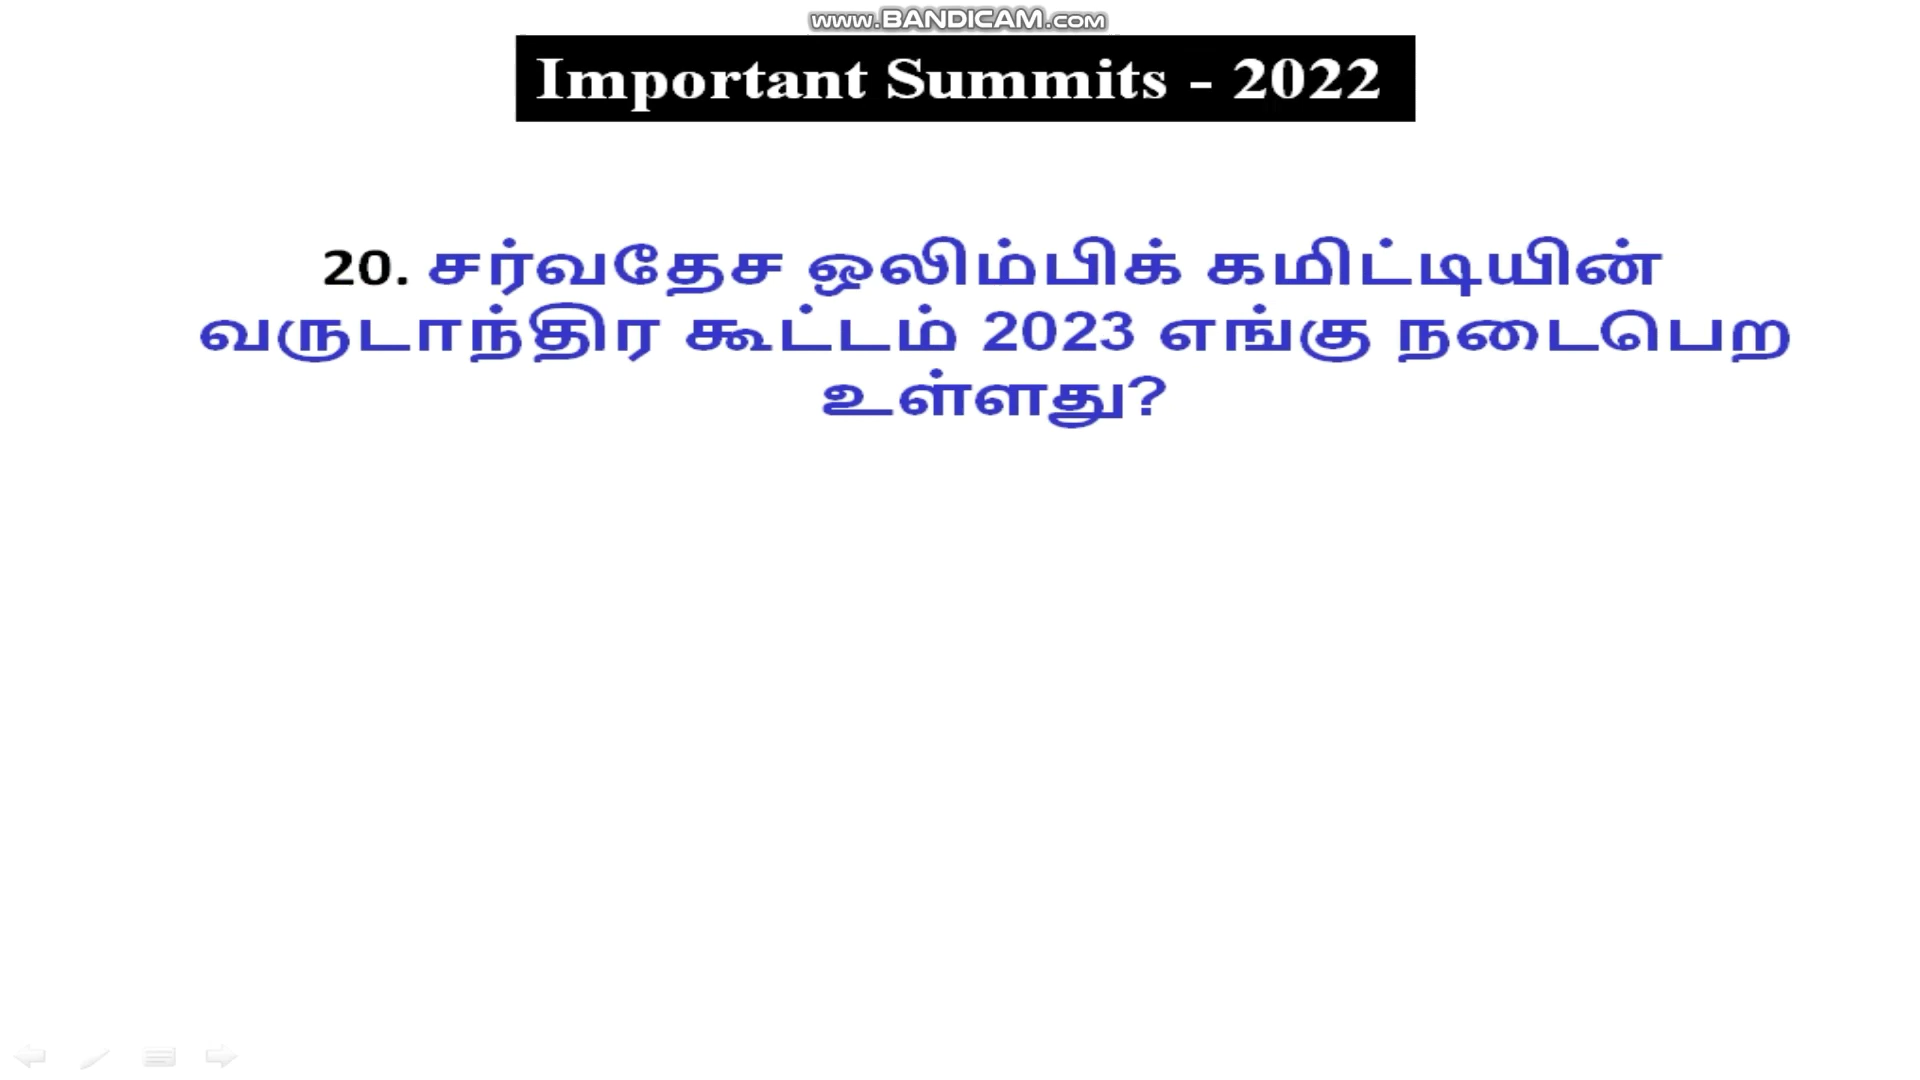 www.BANDICAM.com
Important Summits - 2022
20. சர்வதேச ஒலிம்பிக் கமிட்டியின்
வருடாந்திர கூட்டம் 2023 எங்கு நடைபெற
உள்ளது?